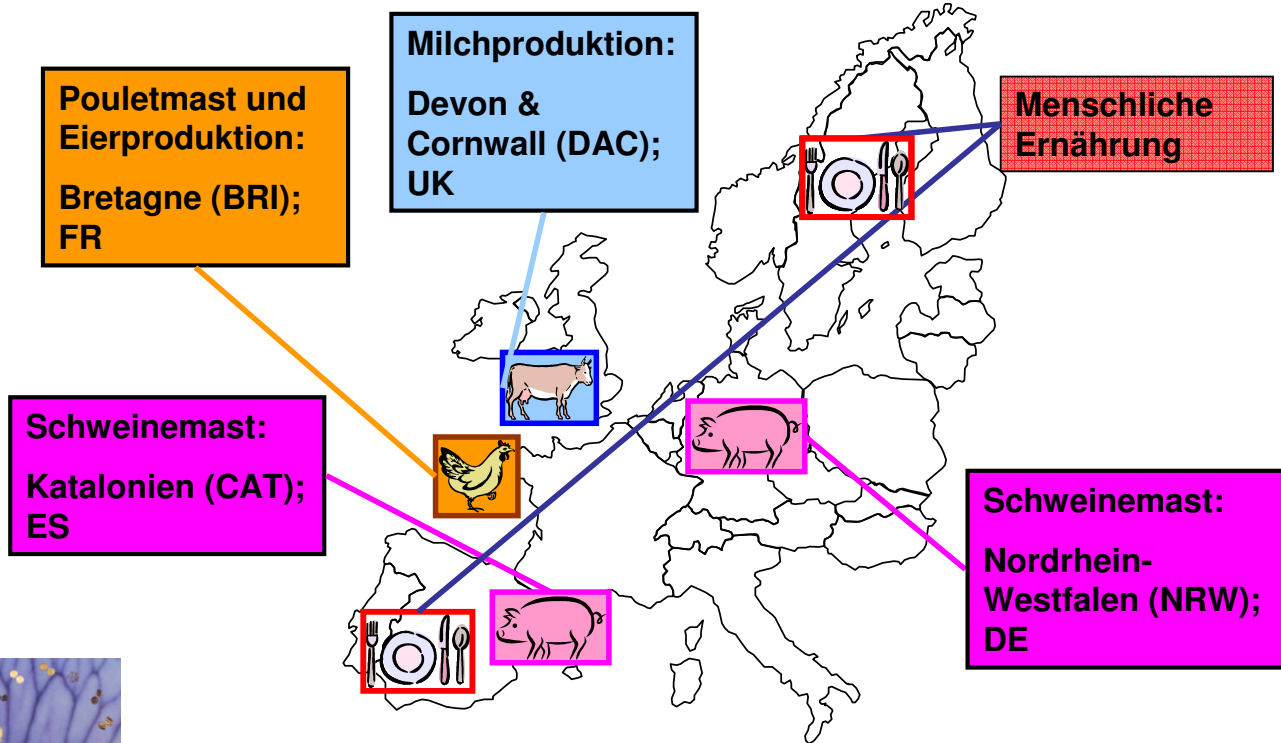 Milchproduktion:
Devon &
Cornwall (DAC);
UK
Pouletmast und
Eierproduktion:
Bretagne (BRI);
FR
Menschliche
Ernährung
Schweinemast:
Katalonien (CAT);
ES
Schweinemast:
Nordrhein-
Westfalen (NRW);
DE